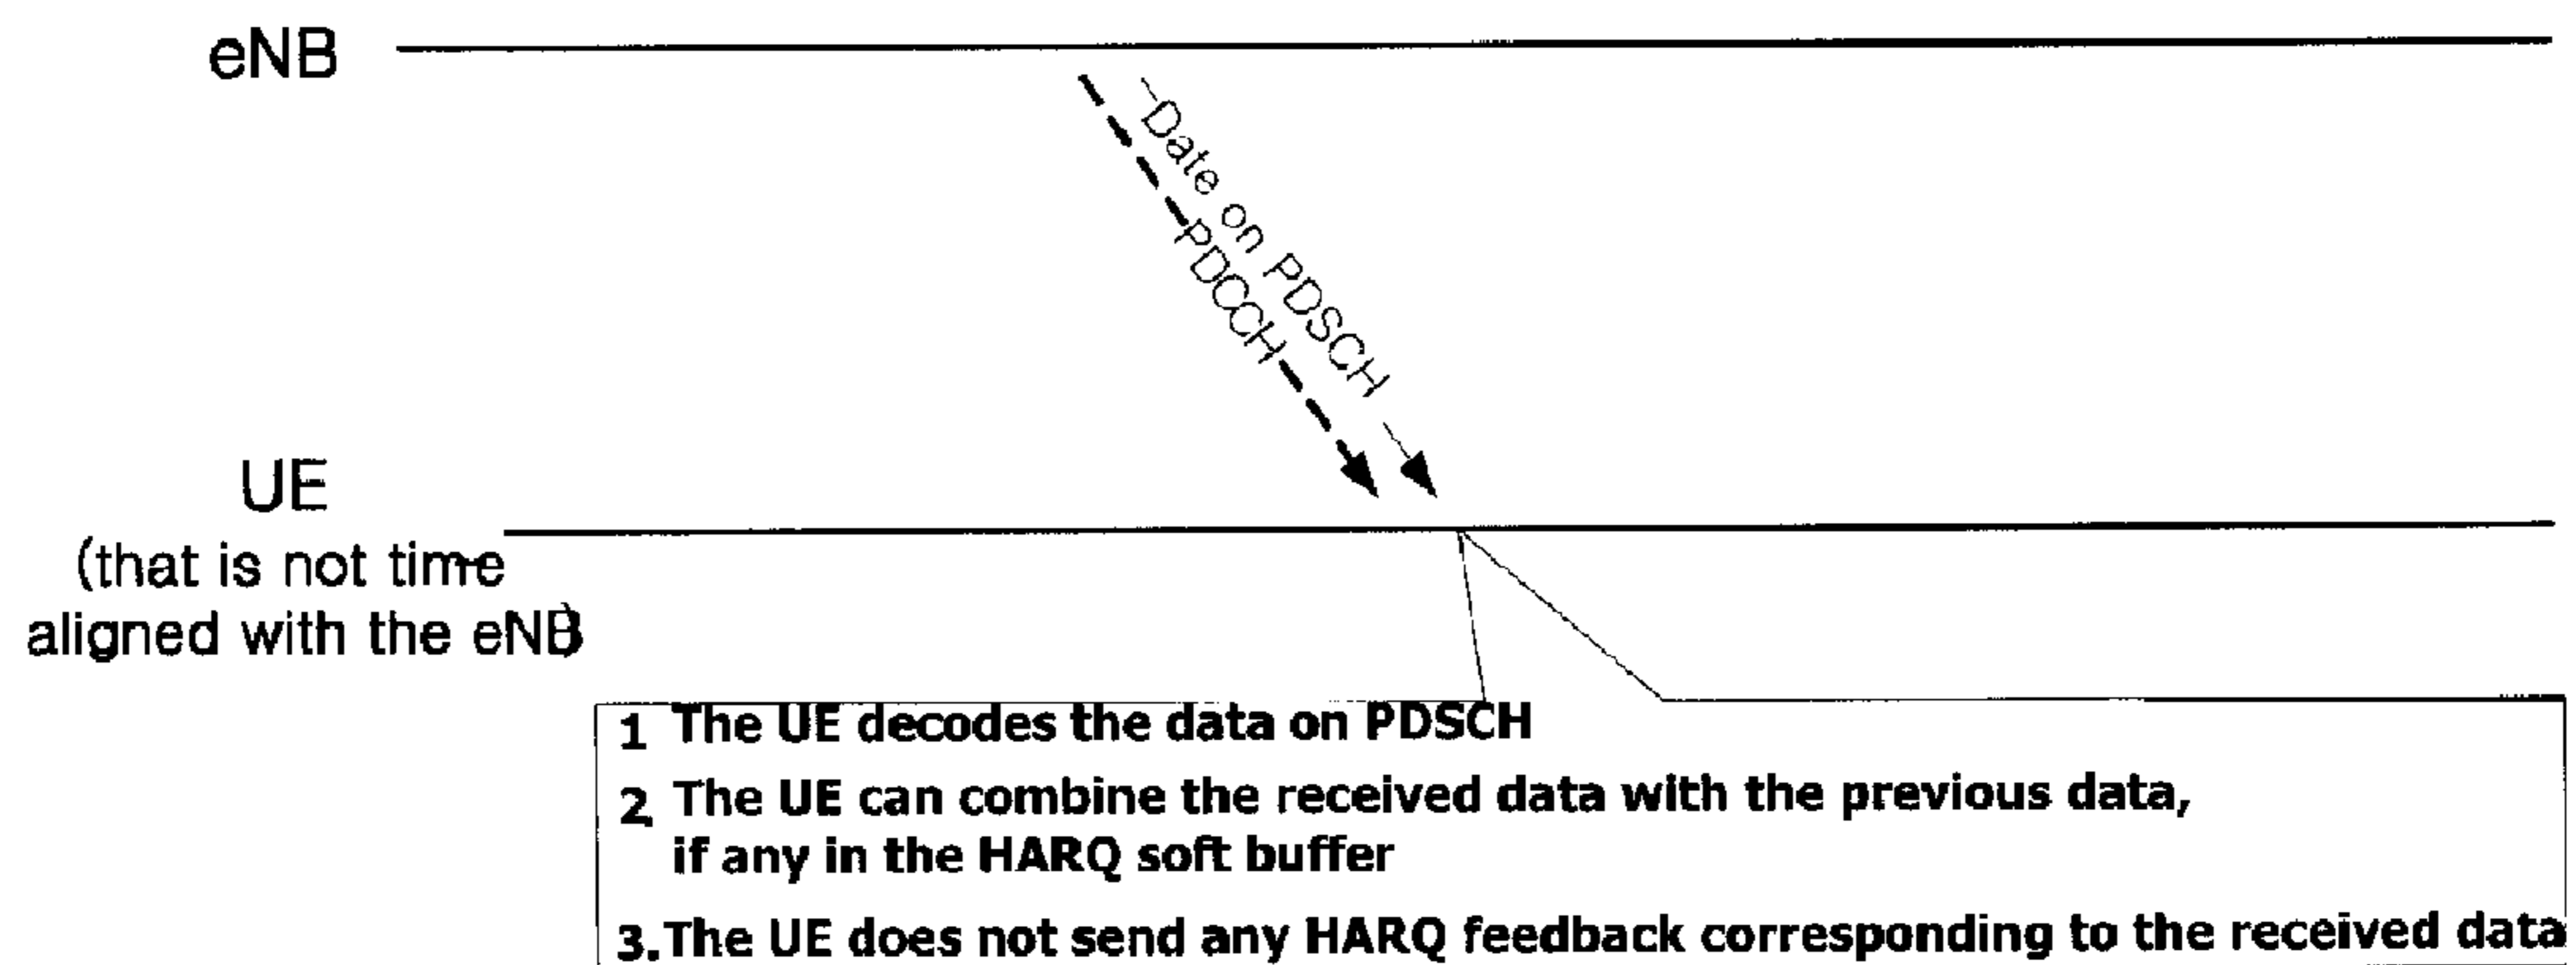 eNB
Date on PDSCH
PDCCH
UE
(that is not time
aligned with the eNB)
1 The UE decodes the data on PDSCH
2 The UE can combine the received data with the previous data,
if any in the HARQ soft buffer
3.The UE does not send any HARQ feedback corresponding to the received data